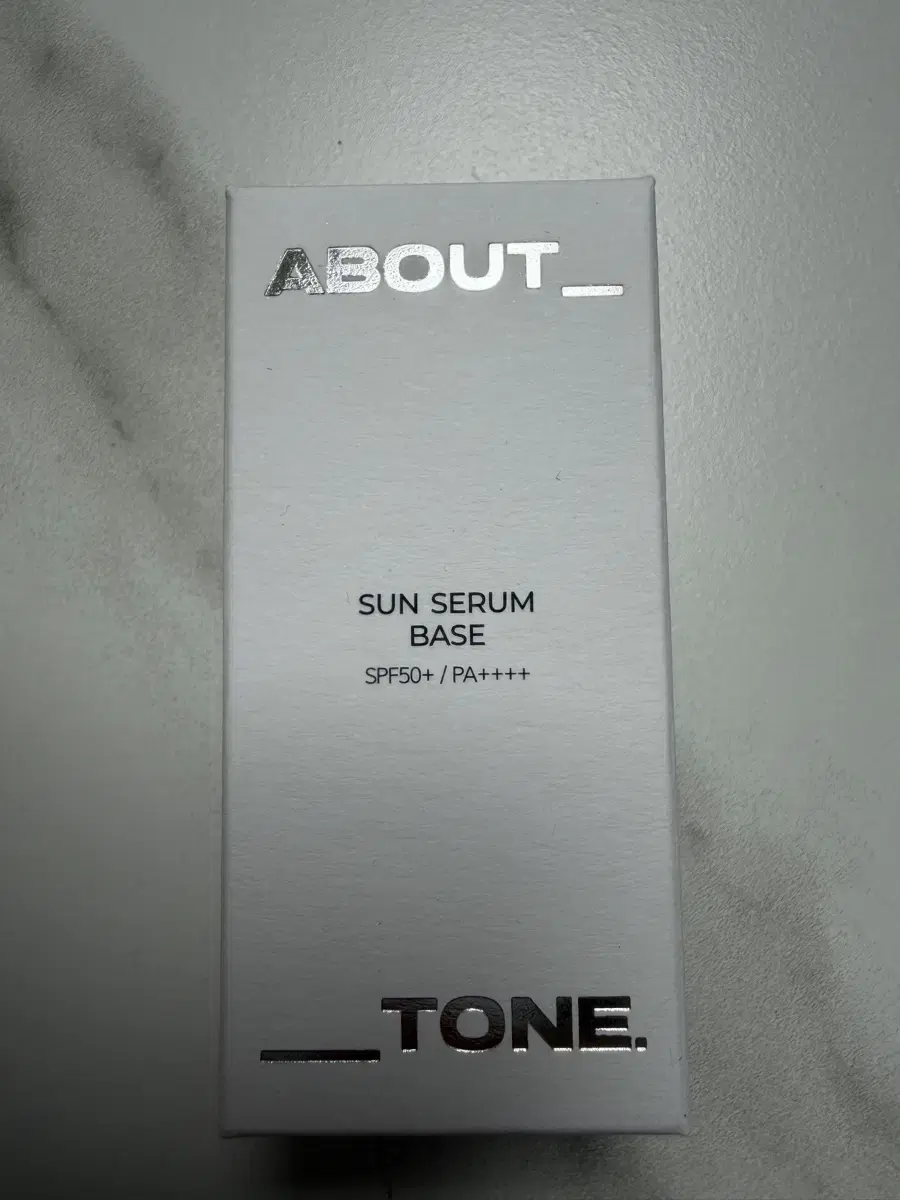 ABOUT_
SUN SERUM
BASE
SPF50+ / PA++++
__TONE.